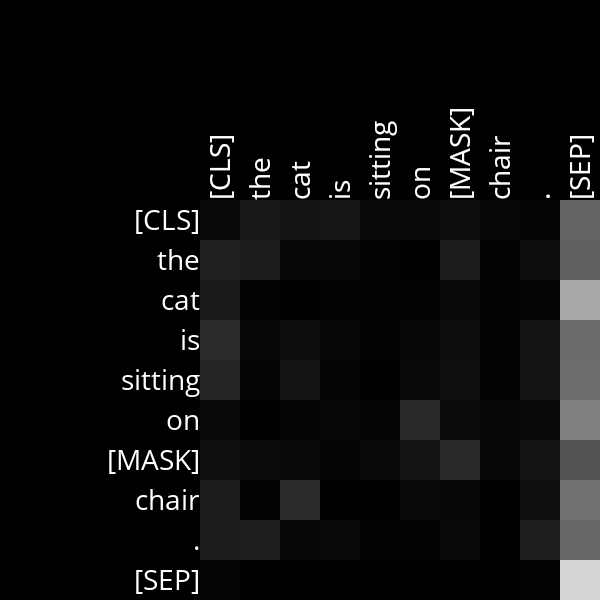 [CLS] the cat is sitting on [MASK] chair . [SEP]
[CLS]
the
cat
is
sitting
on
[MASK]
chair
.
[SEP]